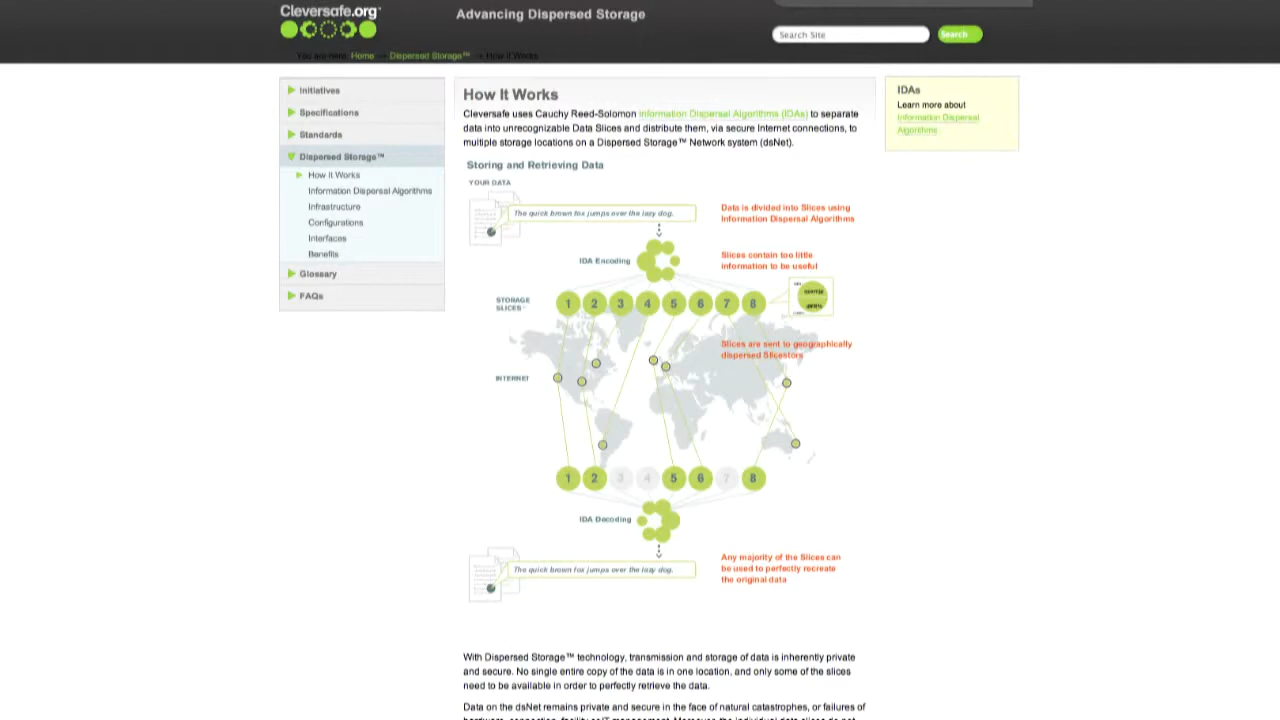 Cleversafe.org
Advancing Dispersed Storage
Search Site
Search
You are here: Home → Dispersed Storage™ → How It Works
Initiatives
Specifications
Standards
Dispersed Storage™
How It Works
Information Dispersal Algorithms
Infrastructure
Configurations
Interfaces
Benefits
Glossary
FAQs
How It Works
Cleversafe uses Cauchy Reed-Solomon Information Dispersal Algorithms (IDAs) to separate
data into unrecognizable Data Slices and distribute them, via secure Internet connections, to
multiple storage locations on a Dispersed Storage™ Network system (dsNet).
Storing and Retrieving Data
YOUR DATA
The quick brown fox jumps over the lazy dog.
Data is divided into Slices using
Information Dispersal Algorithms
IDA Encoding
Slices contain too little
information to be useful
STORAGE
SLICES
1 2 3 4 5 6 7 8
Slices are sent to geographically
dispersed Slicestors
INTERNET
1 2 3 4 5 6 7 8
IDA Decoding
The quick brown fox jumps over the lazy dog.
Any majority of the Slices can
be used to perfectly recreate
the original data
With Dispersed Storage™ technology, transmission and storage of data is inherently private
and secure. No single entire copy of the data is in one location, and only some of the slices
need to be available in order to perfectly retrieve the data.
Data on the dsNet remains private and secure in the face of natural catastrophes, or failures of
IDAs
Learn more about
Information Dispersal
Algorithms